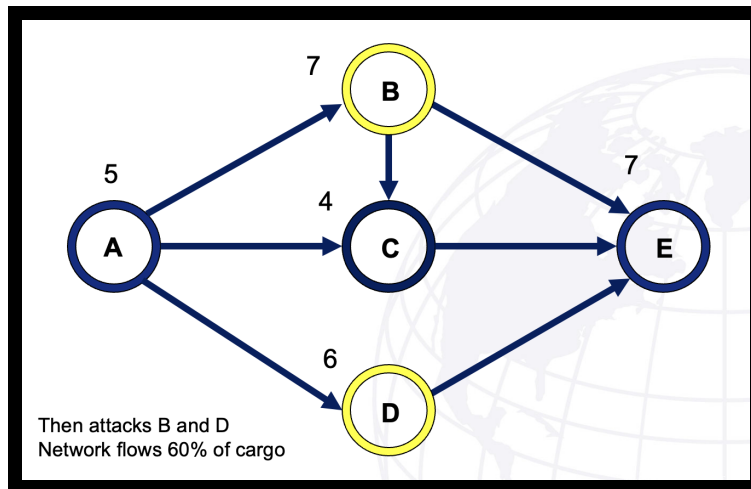 7
B
5
7
4
A
C
E
6
D
Then attacks B and D
Network flows 60% of cargo